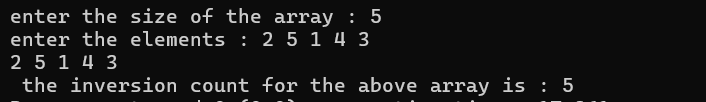 enter the size of the array : 5
enter the elements : 2 5 1 4 3
2 5 1 4 3
 the inversion count for the above array is : 5